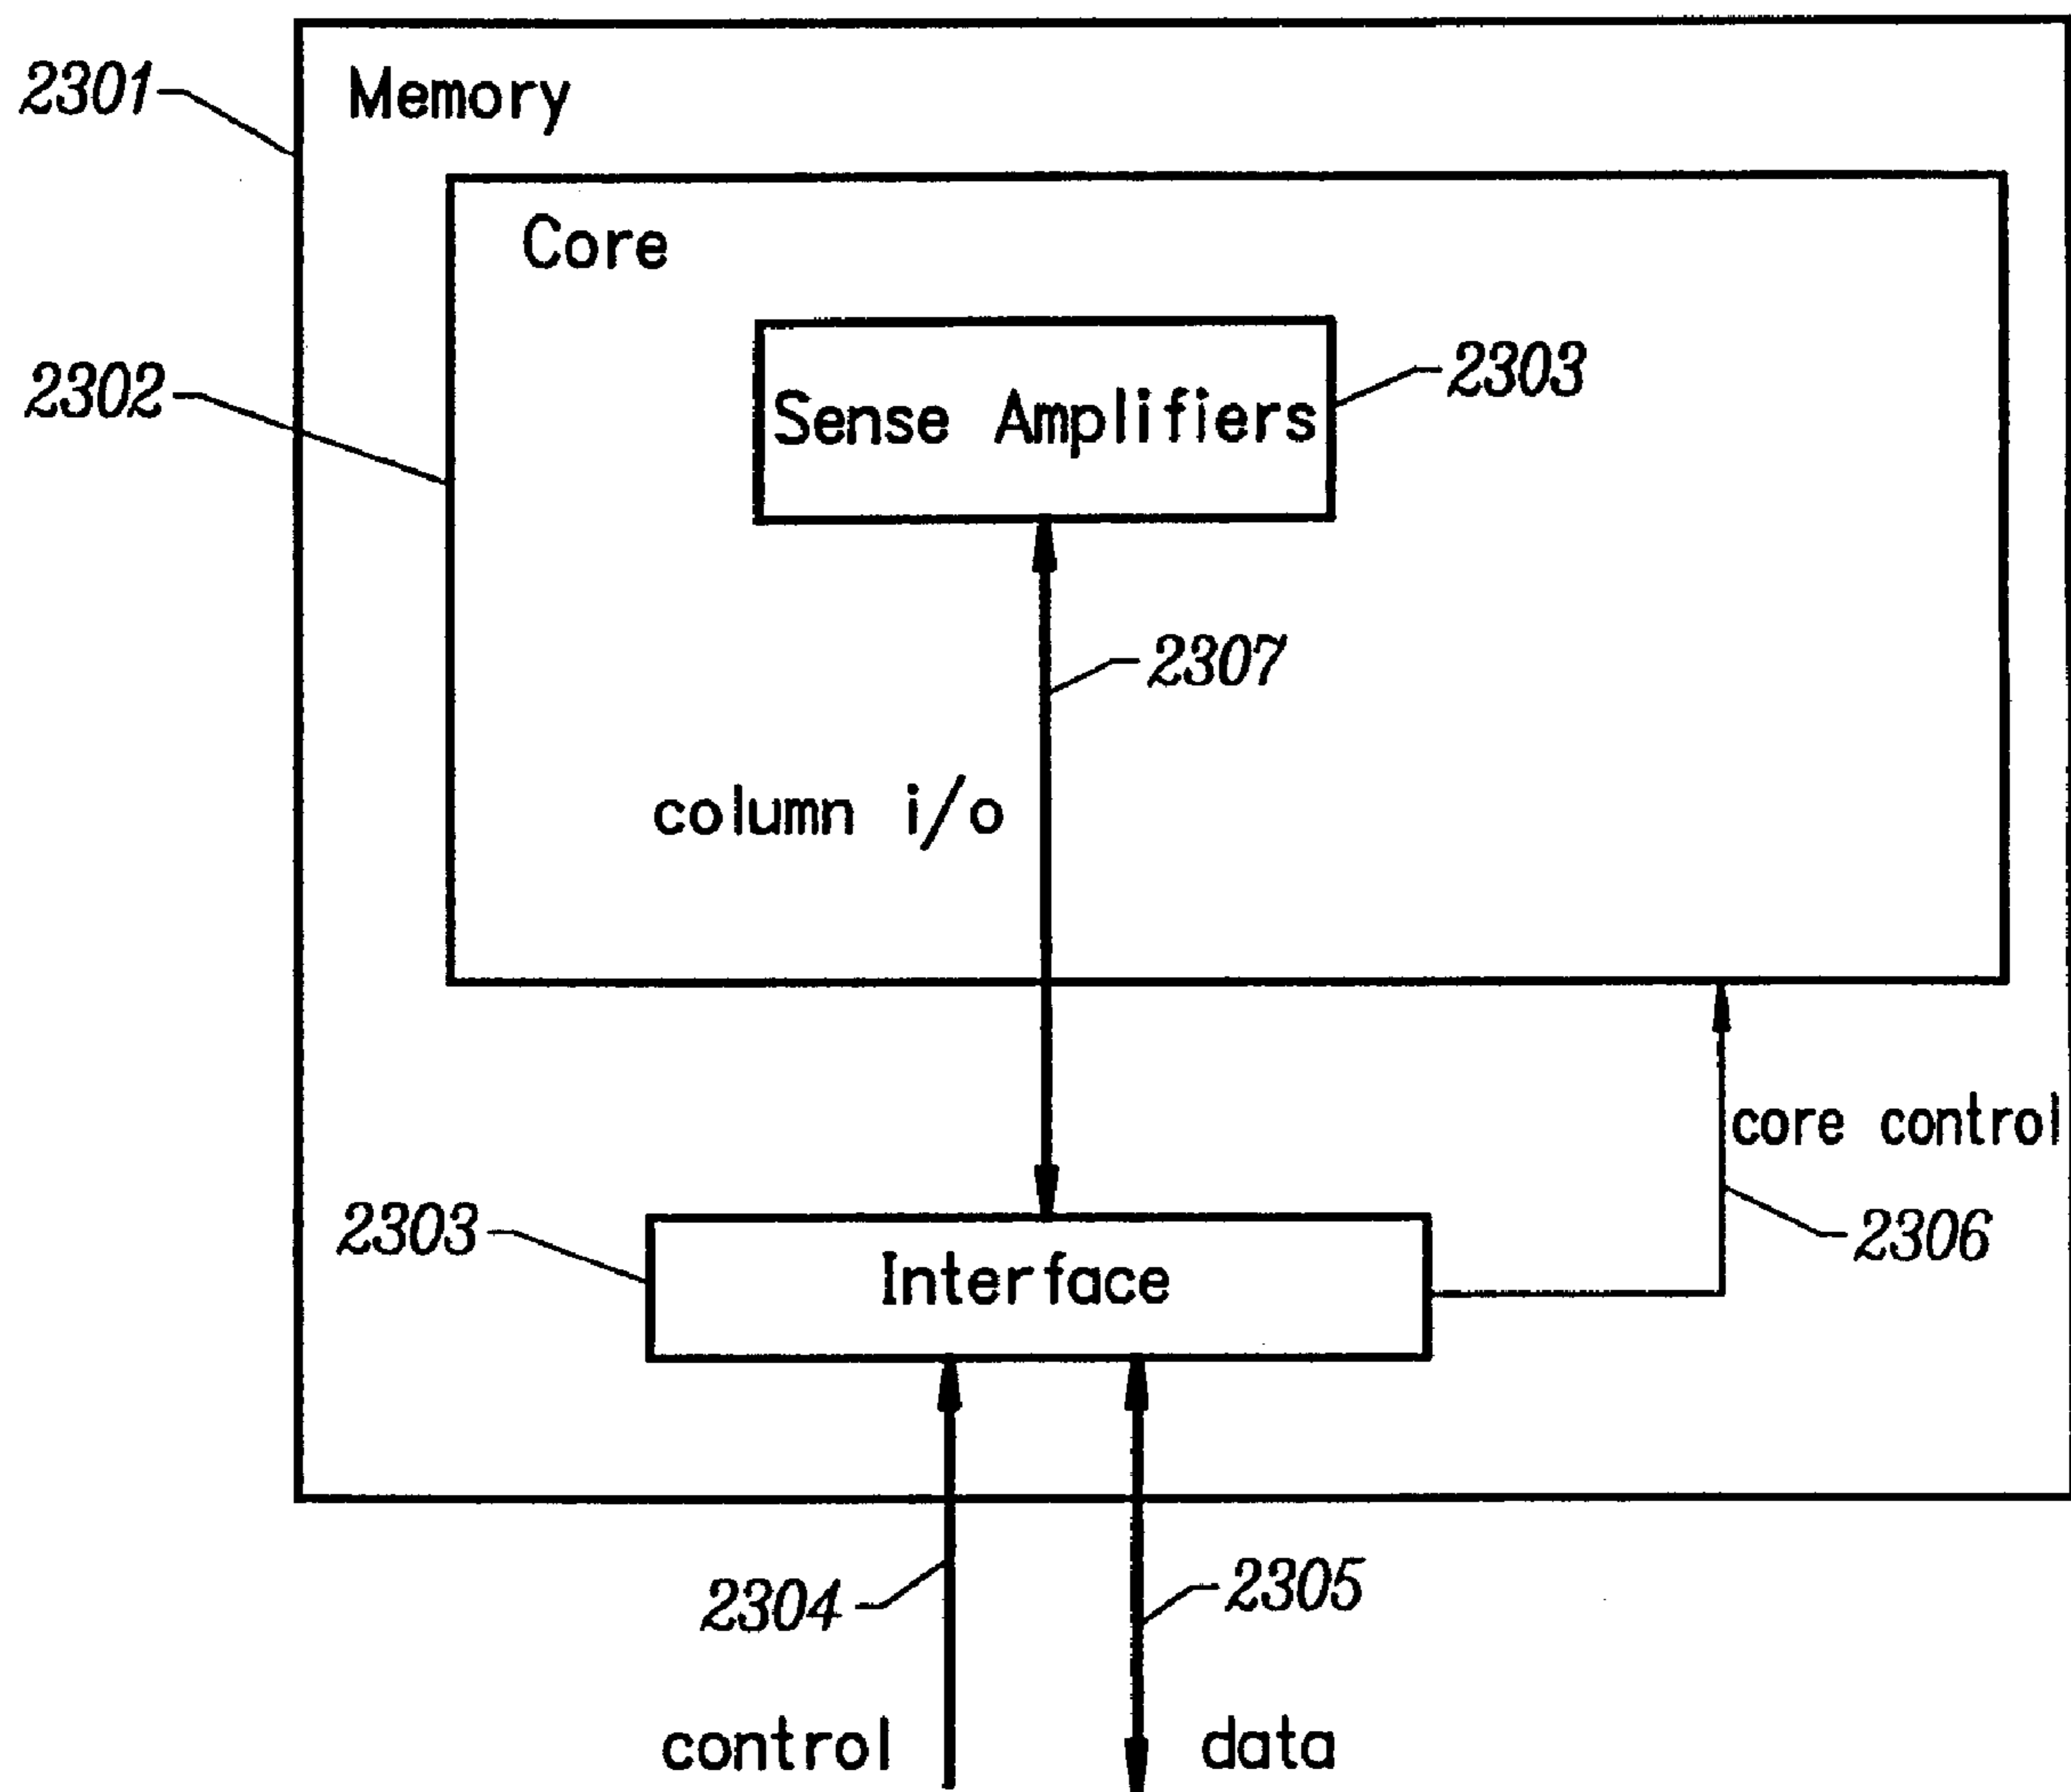 2301
Memory
Core
2302
Sense Amplifiers
2303
2307
column i/o
core control
2303
Interface
2306
2304
2305
control
data